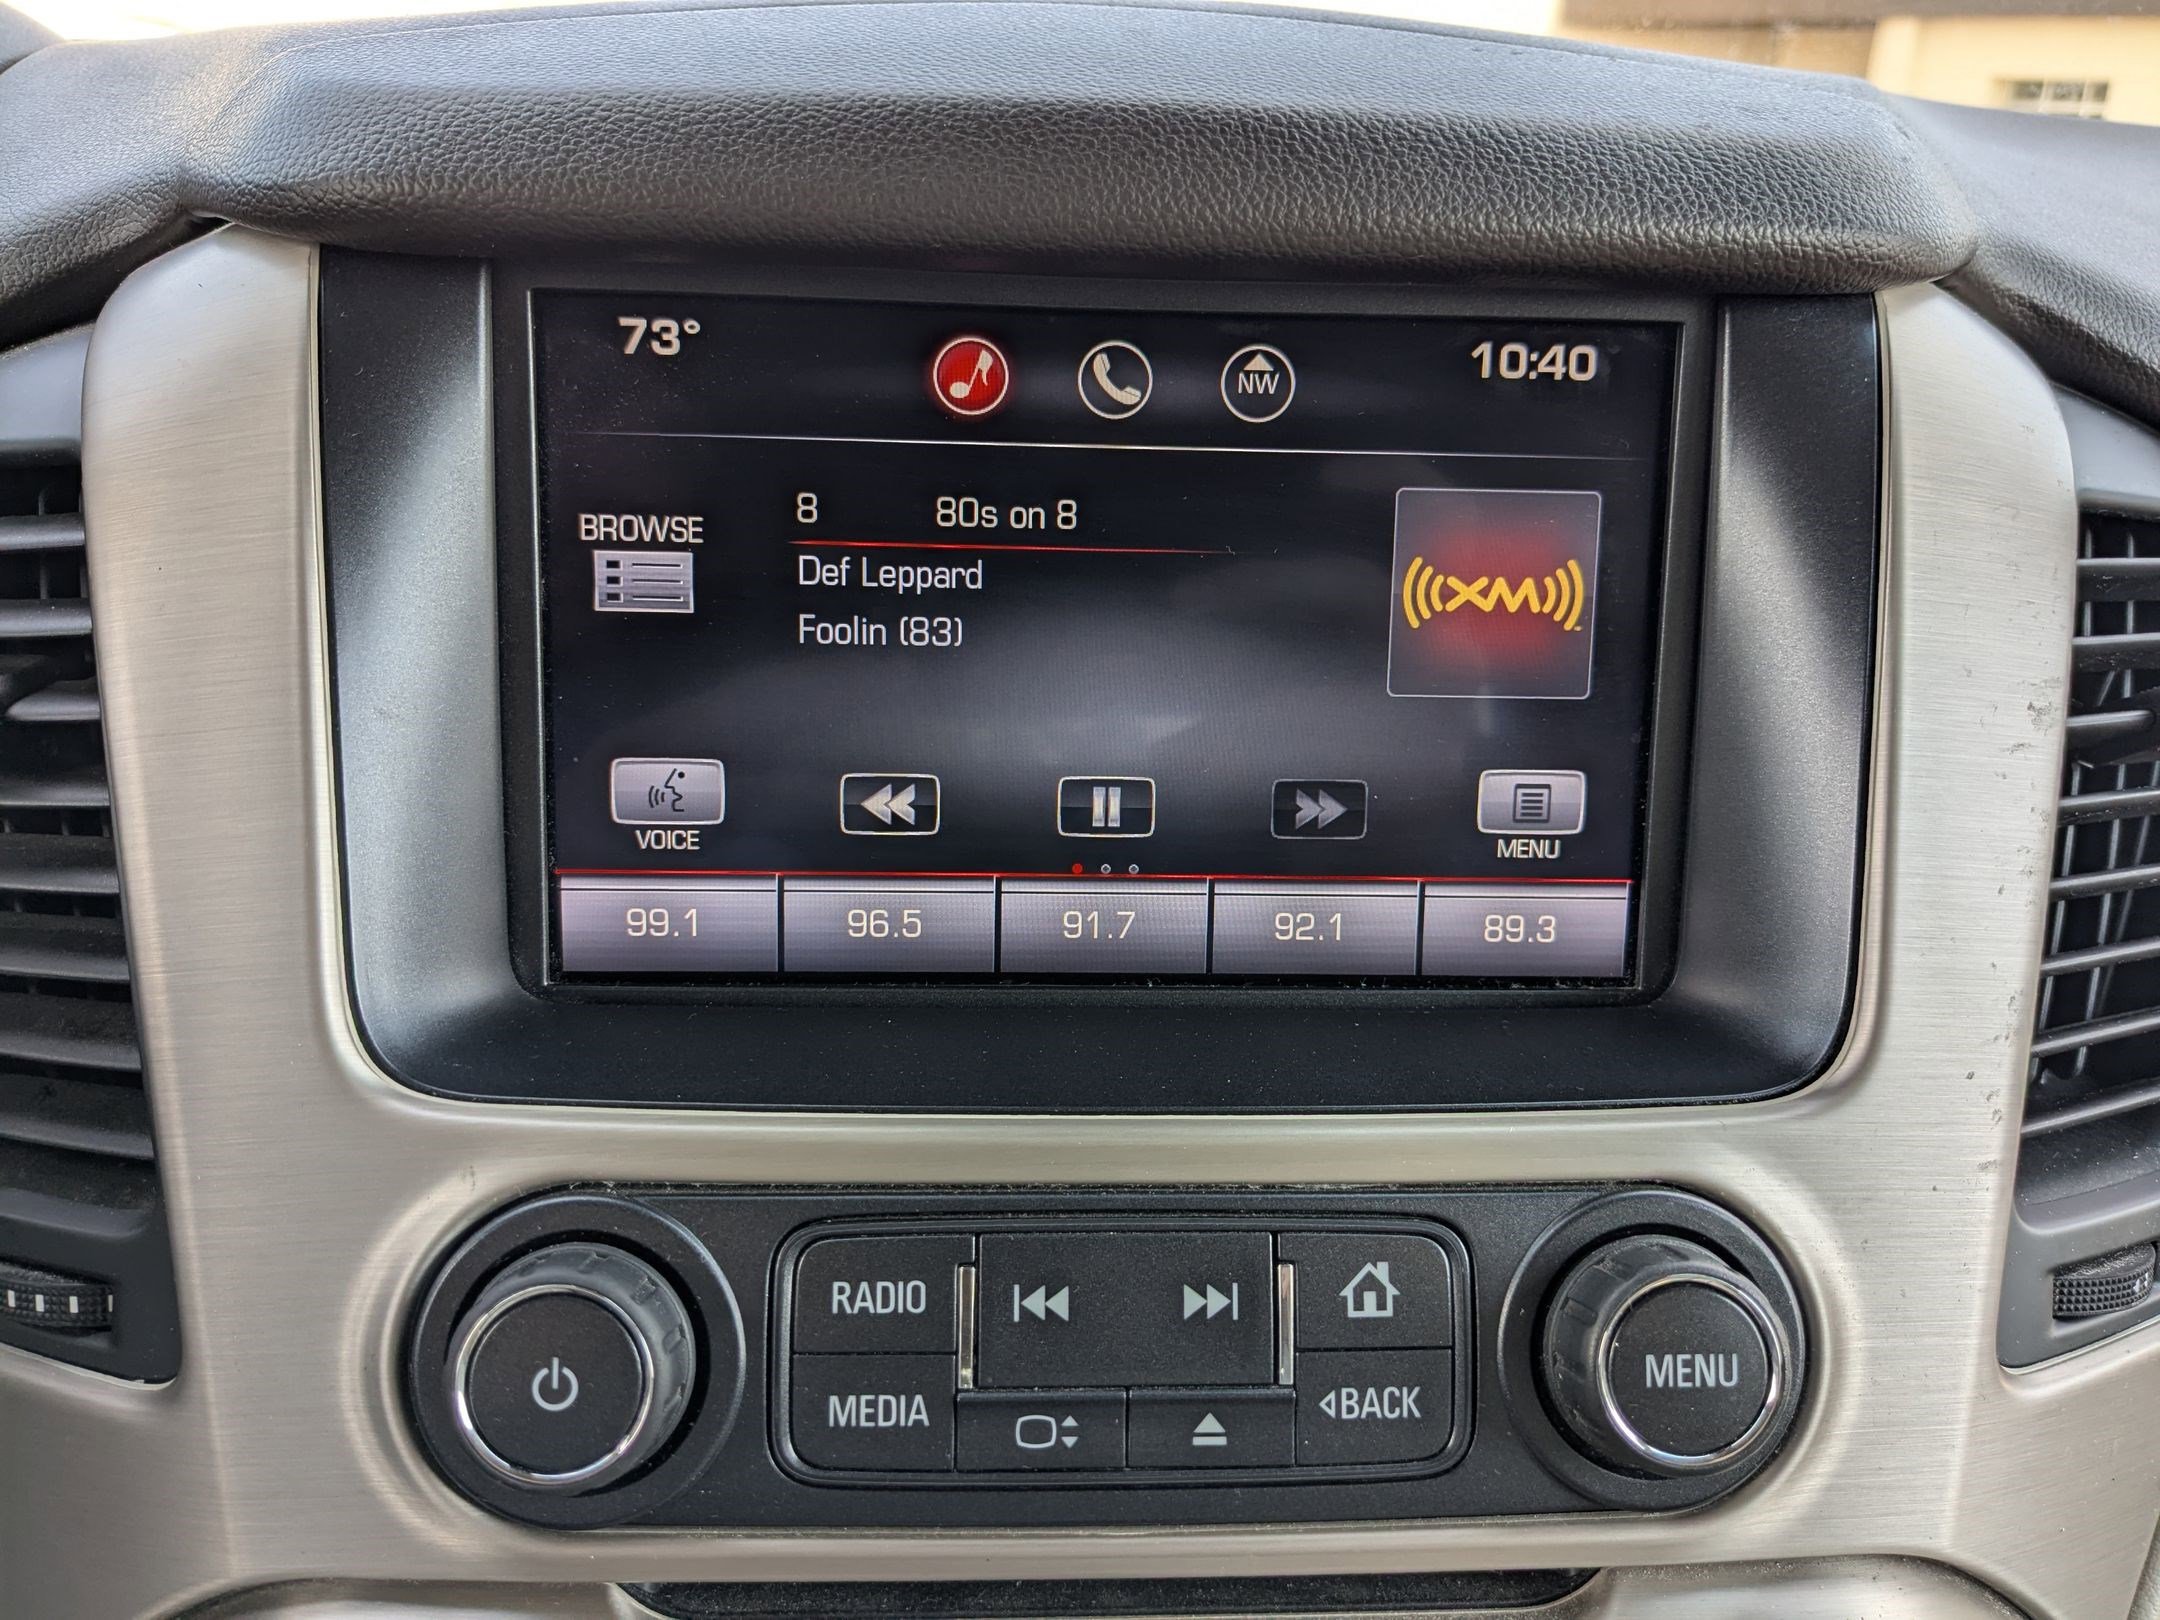 73°
NW
10:40
8 80s on 8
BROWSE
Def Leppard
Foolin (83)
XM
VOICE
MENU
99.1 96.5 91.7 92.1 89.3
RADIO
MEDIA
BACK
MENU